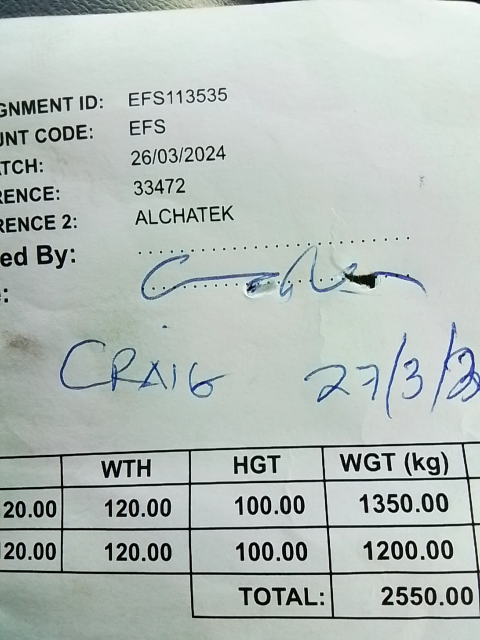 GNMENT ID: EFS113535
UNT CODE: EFS
ATCH: 26/03/2024
RENCE: 33472
ERENCE 2: ALCHATEK
ed By:
:
CRAIG 27/3/2
WTH HGT WGT (kg)
20.00 120.00 100.00 1350.00
20.00 120.00 100.00 1200.00
TOTAL: 2550.00